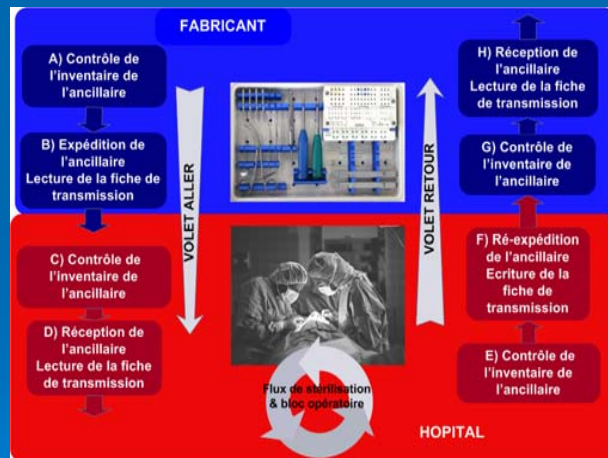 FABRICANT
A) Contrôle de
l'inventaire de
l'ancillaire
B) Expédition de
l'ancillaire
Lecture de la fiche de
transmission
C) Contrôle de
l'inventaire de
l'ancillaire
D) Réception de
l'ancillaire
Lecture de la fiche
de transmission
VOLET ALLER
Flux de stérilisation
& bloc opératoire
VOLET RETOUR
H) Réception de
l'ancillaire
Lecture de la fiche
de transmission
G) Contrôle de
l'inventaire de
l'ancillaire
F) Ré-expédition
de l'ancillaire
Ecriture de la
fiche de
transmission
E) Contrôle de
l'inventaire de
l'ancillaire
HOPITAL